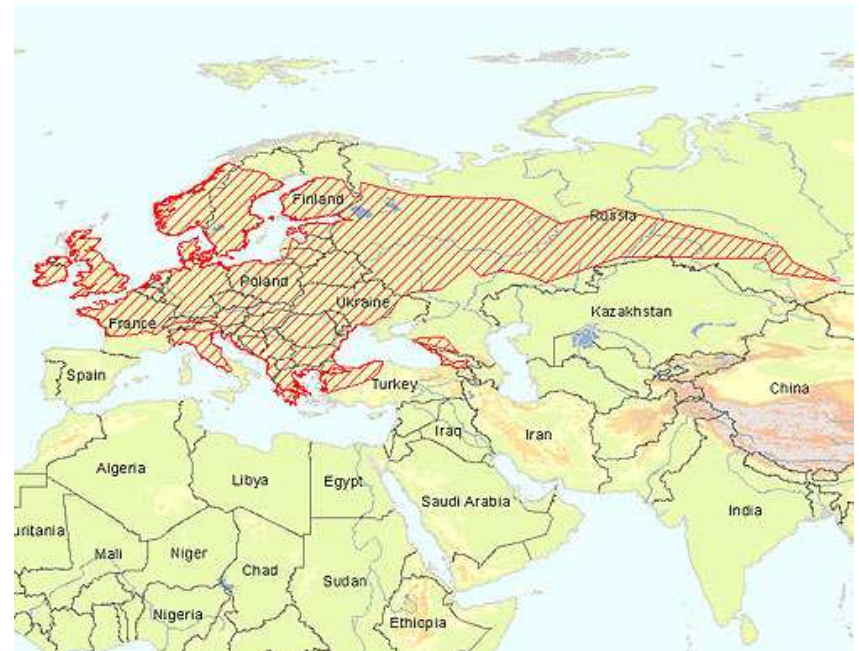 Finland
Russia
Poland
Ukraine
France
Kazakhstan
Spain
Turkey
China
Iraq
Iran
Algeria
Libya
Egypt
Saudi Arabia
India
uritania
Mali
Niger
Chad
Sudan
Nigeria
Ethiopia